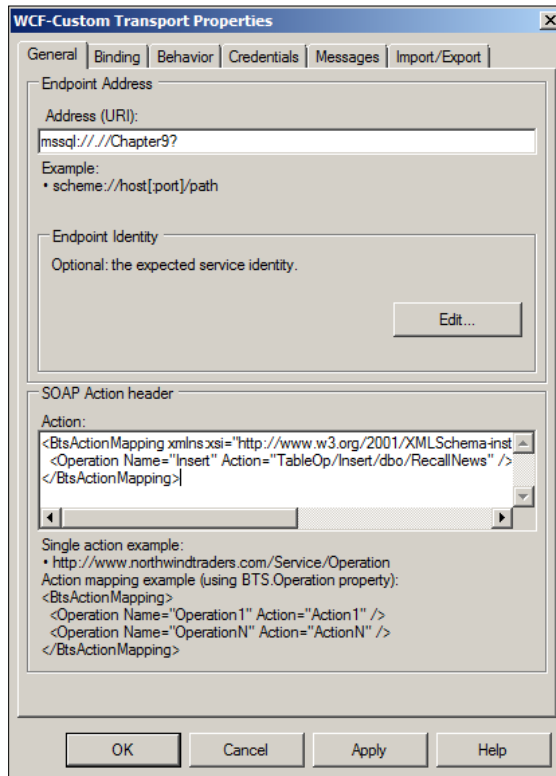 WCF-Custom Transport Properties
General Binding Behavior Credentials Messages Import/Export
Endpoint Address
Address (URI):
mssql://.//Chapter9?
Example:
• scheme://host[:port]/path
Endpoint Identity
Optional: the expected service identity.
Edit...
SOAP Action header
Action:
<BtsActionMapping xmlns:xsi="http://www.w3.org/2001/XMLSchema-inst
<Operation Name="Insert" Action="TableOp/Insert/dbo/RecallNews" />
</BtsActionMapping>
Single action example:
• http://www.northwindtraders.com/Service/Operation
Action mapping example (using BTS.Operation property):
<BtsActionMapping>
<Operation Name="Operation1" Action="Action1" />
<Operation Name="OperationN" Action="ActionN" />
</BtsActionMapping>
OK Cancel Apply Help